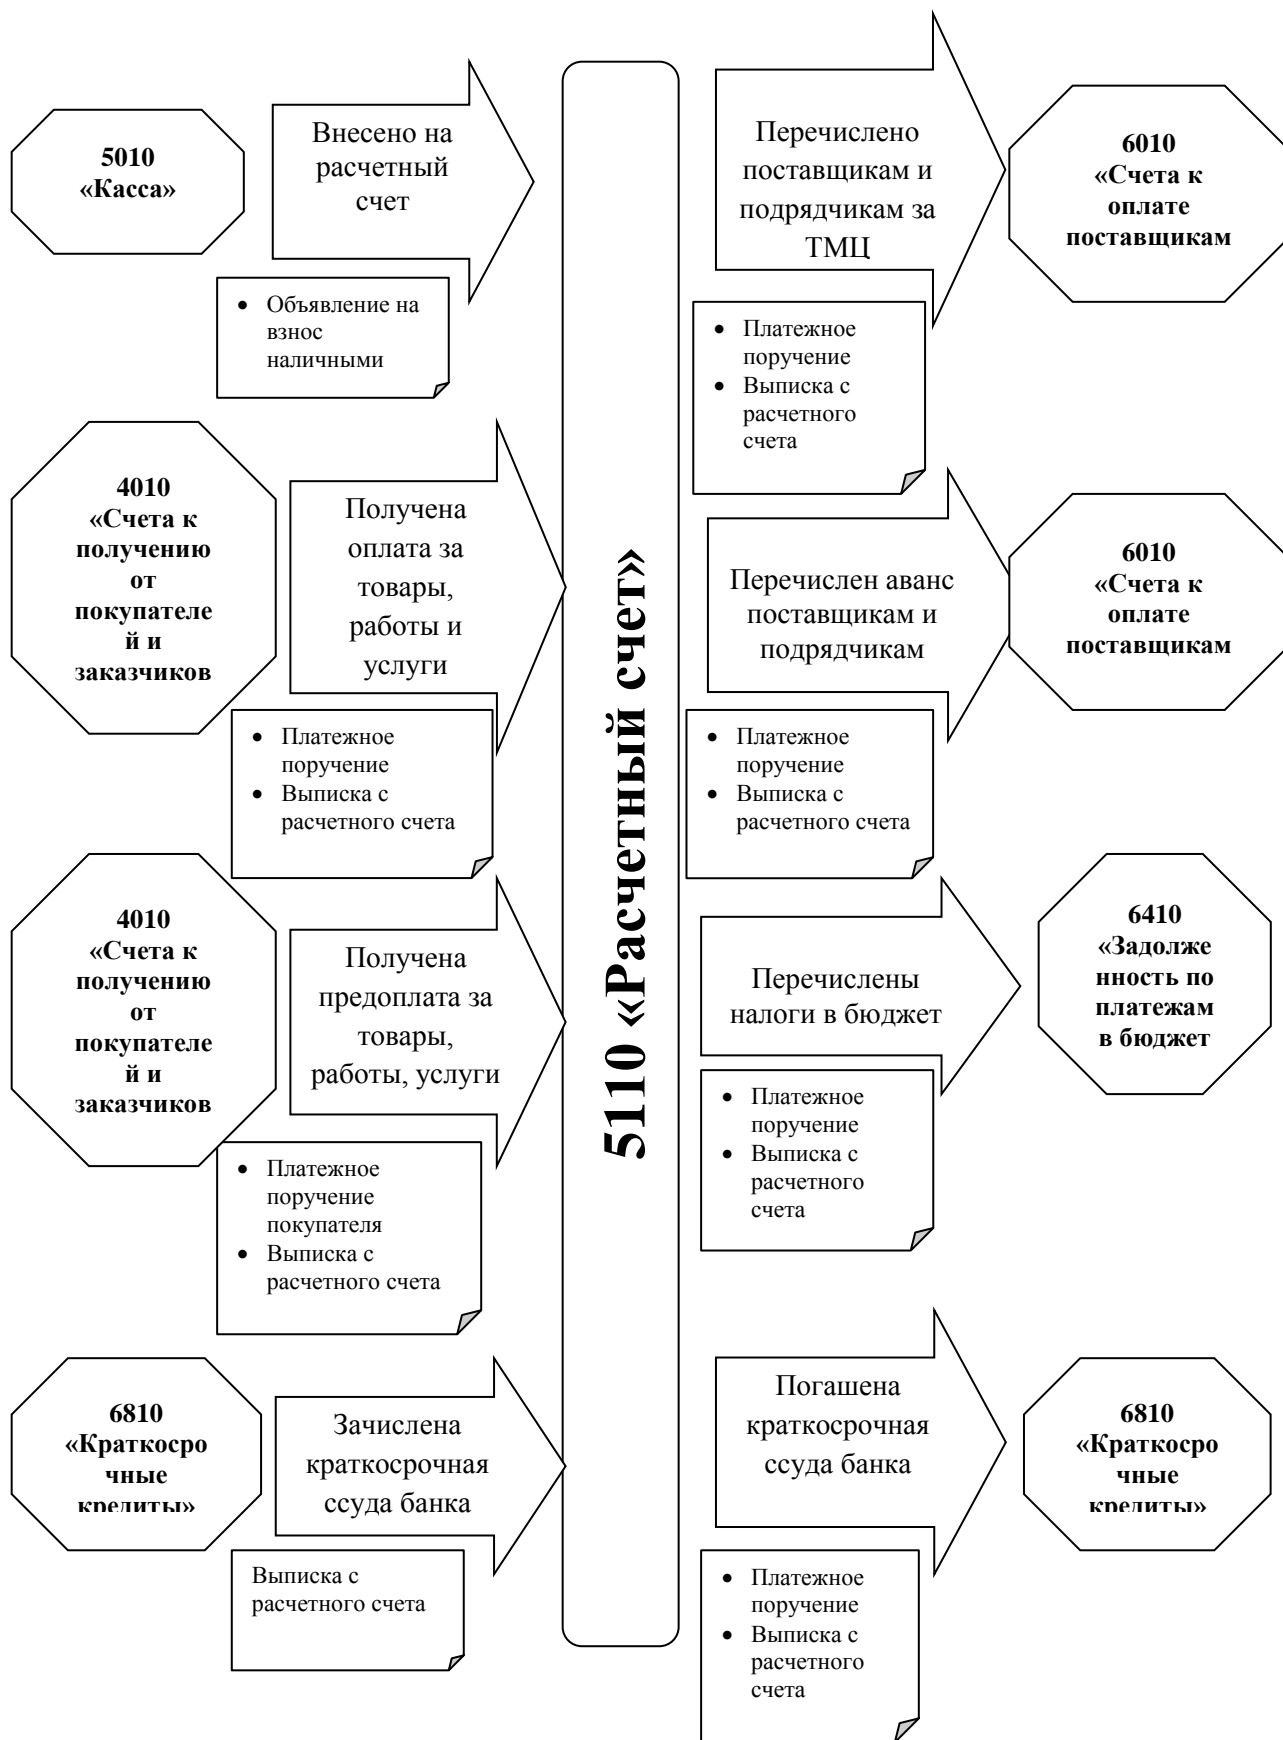 5010
«Касса»
Внесено на
расчетный
счет
• Объявление на
взнос
наличными
4010
«Счета к
получению
от
покупателе
й и
заказчиков
Получена
оплата за
товары,
работы и
услуги
• Платежное
поручение
• Выписка с
расчетного счета
4010
«Счета к
получению
от
покупателе
й и
заказчиков
Получена
предоплата за
товары,
работы, услуги
• Платежное
поручение
покупателя
• Выписка с
расчетного счета
6810
«Краткосро
чные
кредиты»
Зачислена
краткосрочная
ссуда банка
Выписка с
расчетного счета
5110 «Расчетный счет»
Перечислено
поставщикам и
подрядчикам за
ТМЦ
6010
«Счета к
оплате
поставщикам
• Платежное
поручение
• Выписка с
расчетного
счета
Перечислен аванс
поставщикам и
подрядчикам
6010
«Счета к
оплате
поставщикам
• Платежное
поручение
• Выписка с
расчетного счета
Перечислены
налоги в бюджет
6410
«Задолже
нность по
платежам
в бюджет
• Платежное
поручение
• Выписка с
расчетного
счета
Погашена
краткосрочная
ссуда банка
6810
«Краткосро
чные
кредиты»
• Платежное
поручение
• Выписка с
расчетного
счета